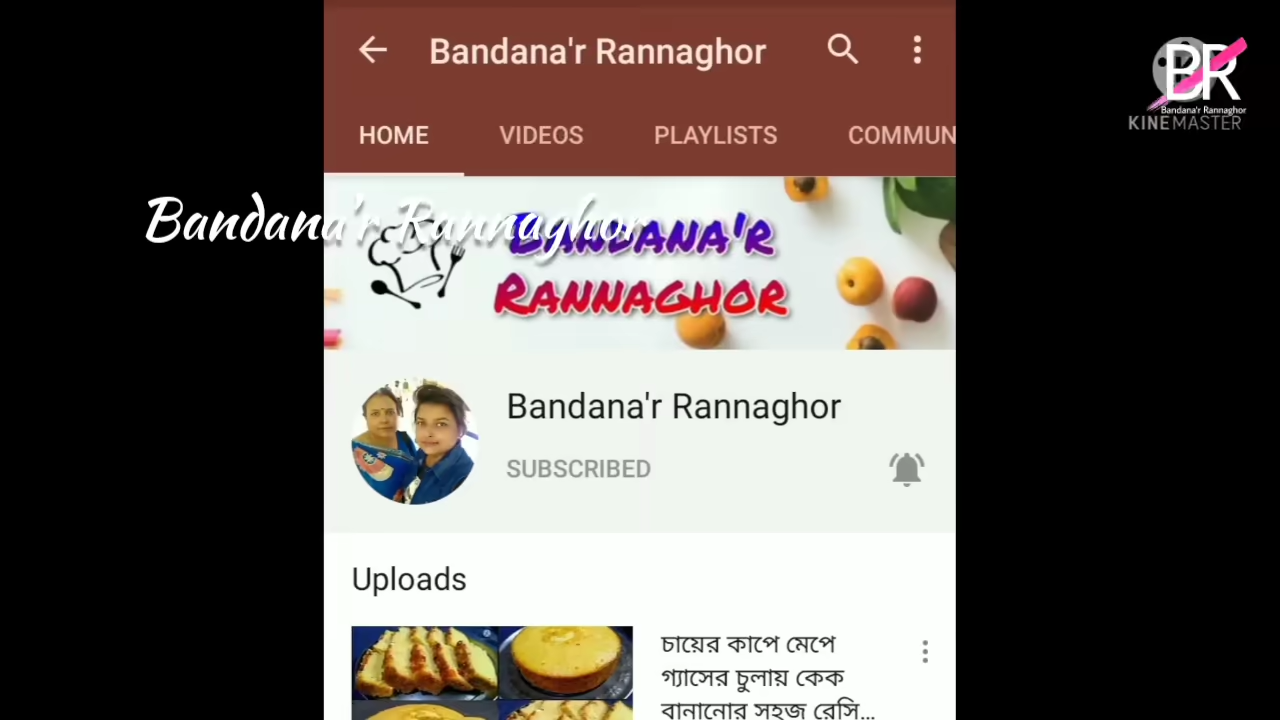 Bandana'r Rannaghor
HOME VIDEOS PLAYLISTS COMMUN
BR
Bandana'r Rannaghor
KINEMASTER
Bandana'r Rannaghor
BANDANA'R
RANNAGHOR
Bandana'r Rannaghor
SUBSCRIBED
Uploads
চায়ের কাপে মেপে
গ্যাসের চুলায় কেক
বানানোর সহজ রেসি...